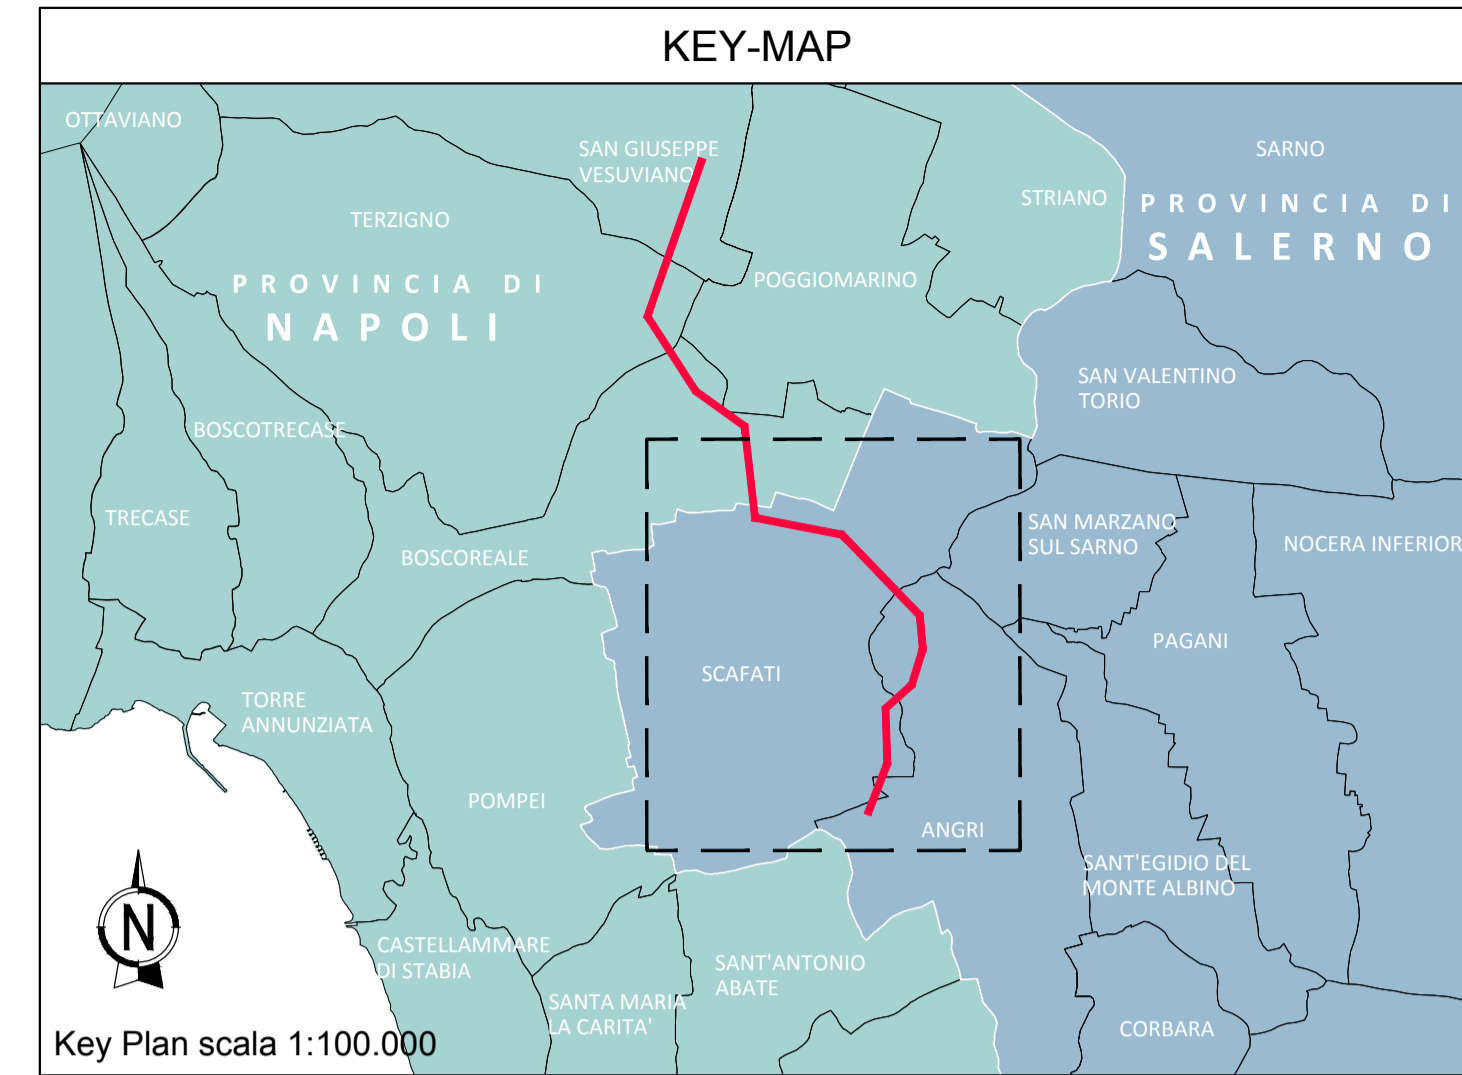 KEY-MAP
OTTAVIANO
SAN GIUSEPPE
VESUVIANO
SARNO
STRIANO
PROVINCIA DI
SALERNO
TERZIGNO
POGGIOMARINO
PROVINCIA DI
NAPOLI
SAN VALENTINO
TORIO
BOSCOTRECASE
TRECASE
SAN MARZANO
SUL SARNO
NOCERA INFERIOR
BOSCOREALE
PAGANI
SCAFATI
TORRE
ANNUNZIATA
POMPEI
ANGRI
SANT'EGIDIO DEL
MONTE ALBINO
N
CASTELLAMMARE
DI STABIA
SANT'ANTONIO
ABATE
SANTA MARIA
LA CARITA'
CORBARA
Key Plan scala 1:100.000